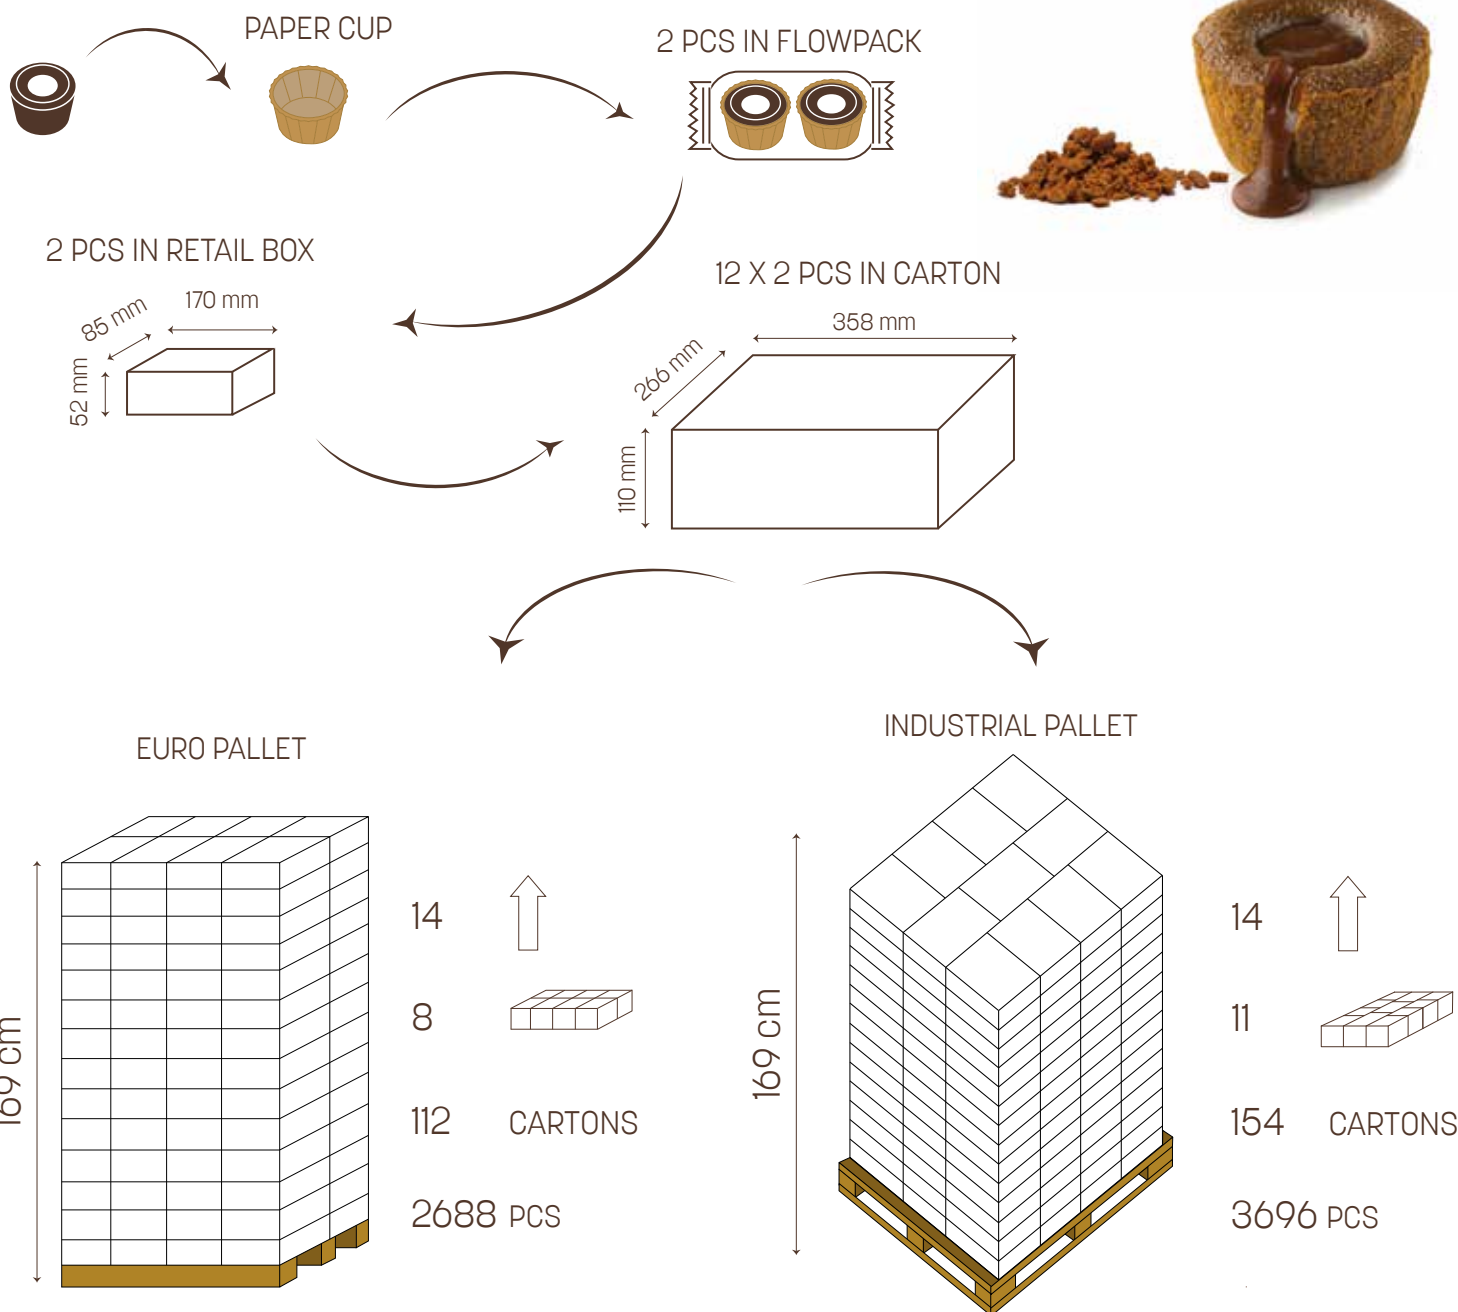 PAPER CUP
2 PCS IN FLOWPACK
2 PCS IN RETAIL BOX
85 mm
170 mm
52 mm
12 X 2 PCS IN CARTON
358 mm
266 mm
110 mm
EURO PALLET
169 cm
14
8
112 CARTONS
2688 PCS
INDUSTRIAL PALLET
169 cm
14
11
154 CARTONS
3696 PCS